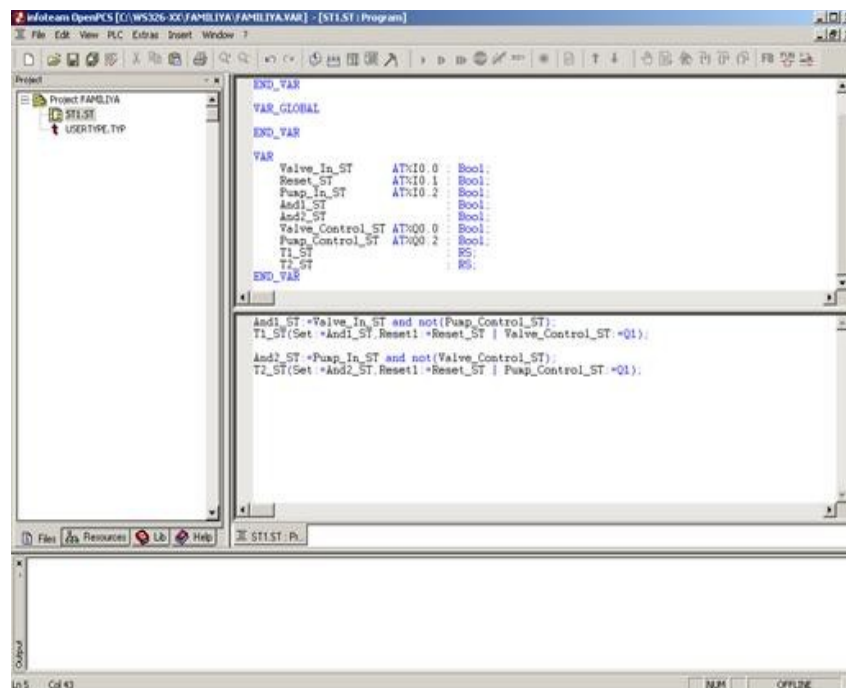 infoteam OpenPCS [C:\WS326-XX\FAMILIYA\FAMILIYA.VAR] - [ST1.ST : Program]
File Edit View PLC Extras Insert Window ?
Project
Project FAMILIYA
ST1.ST
USERTYPE.TYP
END_VAR
VAR_GLOBAL
END_VAR
VAR
Valve_In_ST AT%I0.0 : Bool;
Reset_ST AT%I0.1 : Bool;
Pump_In_ST AT%I0.2 : Bool;
And1_ST : Bool;
And2_ST : Bool;
Valve_Control_ST AT%Q0.0 : Bool;
Pump_Control_ST AT%Q0.2 : Bool;
T1_ST : RS;
T2_ST : RS;
END_VAR
And1_ST:=Valve_In_ST and not(Pump_Control_ST);
T1_ST(Set:=And1_ST,Reset1:=Reset_ST | Valve_Control_ST:=Q1);
And2_ST:=Pump_In_ST and not(Valve_Control_ST);
T2_ST(Set:=And2_ST,Reset1:=Reset_ST | Pump_Control_ST:=Q1);
Files Resources Lib Help
ST1.ST : Pr..
Output
Ln 5 Col 43 NUM OFFLINE